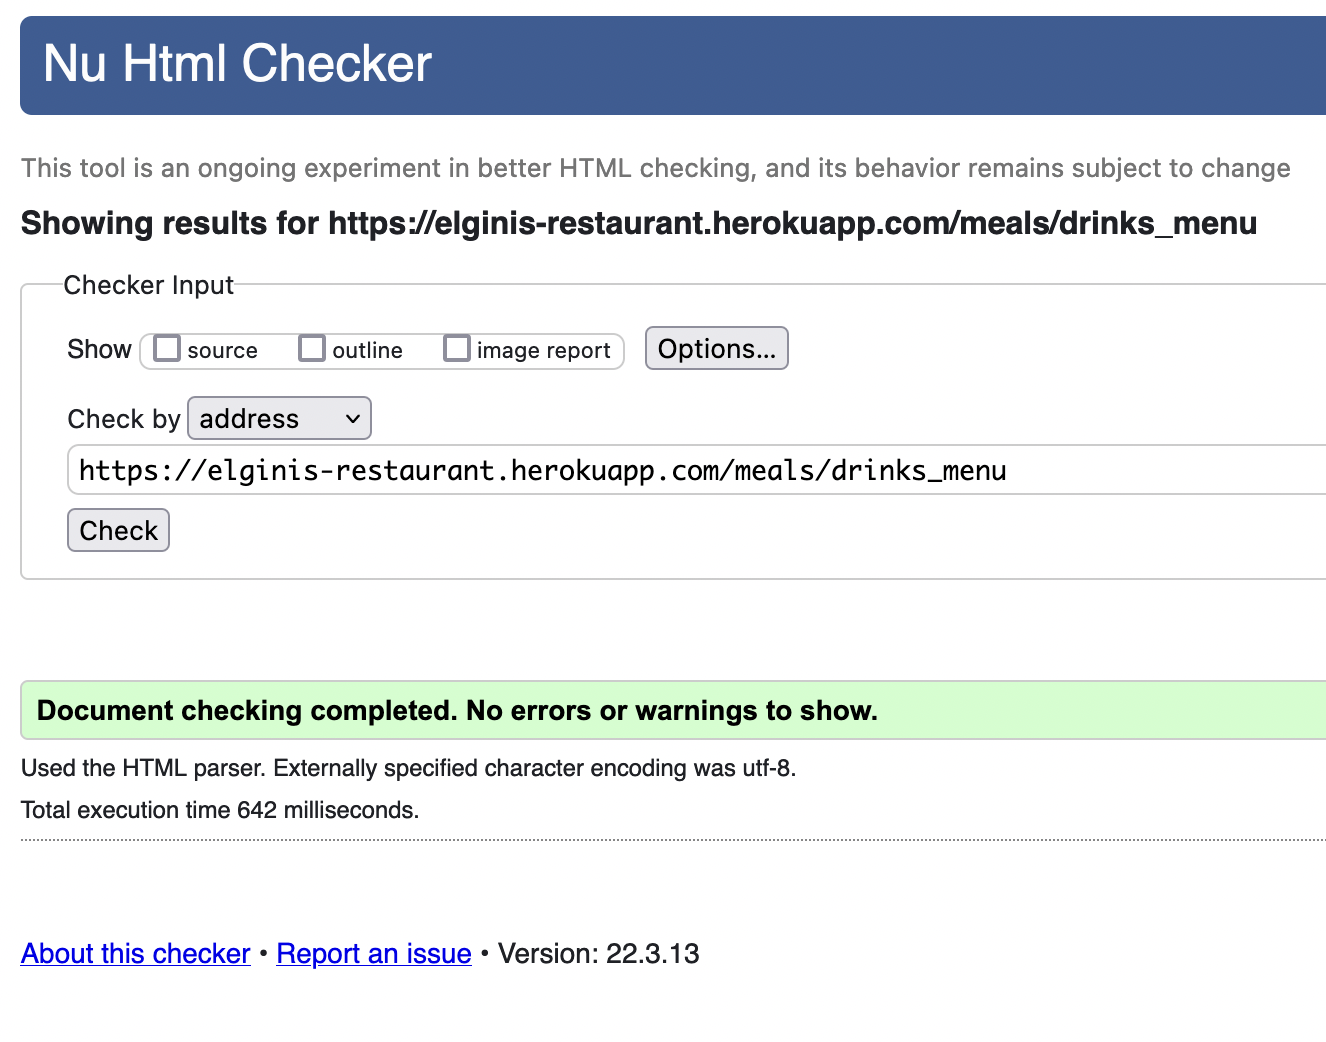 Nu Html Checker
This tool is an ongoing experiment in better HTML checking, and its behavior remains subject to change
Showing results for https://elginis-restaurant.herokuapp.com/meals/drinks_menu
Checker Input
Show source outline image report Options...
Check by address
https://elginis-restaurant.herokuapp.com/meals/drinks_menu
Check
Document checking completed. No errors or warnings to show.
Used the HTML parser. Externally specified character encoding was utf-8.
Total execution time 642 milliseconds.
About this checker • Report an issue • Version: 22.3.13